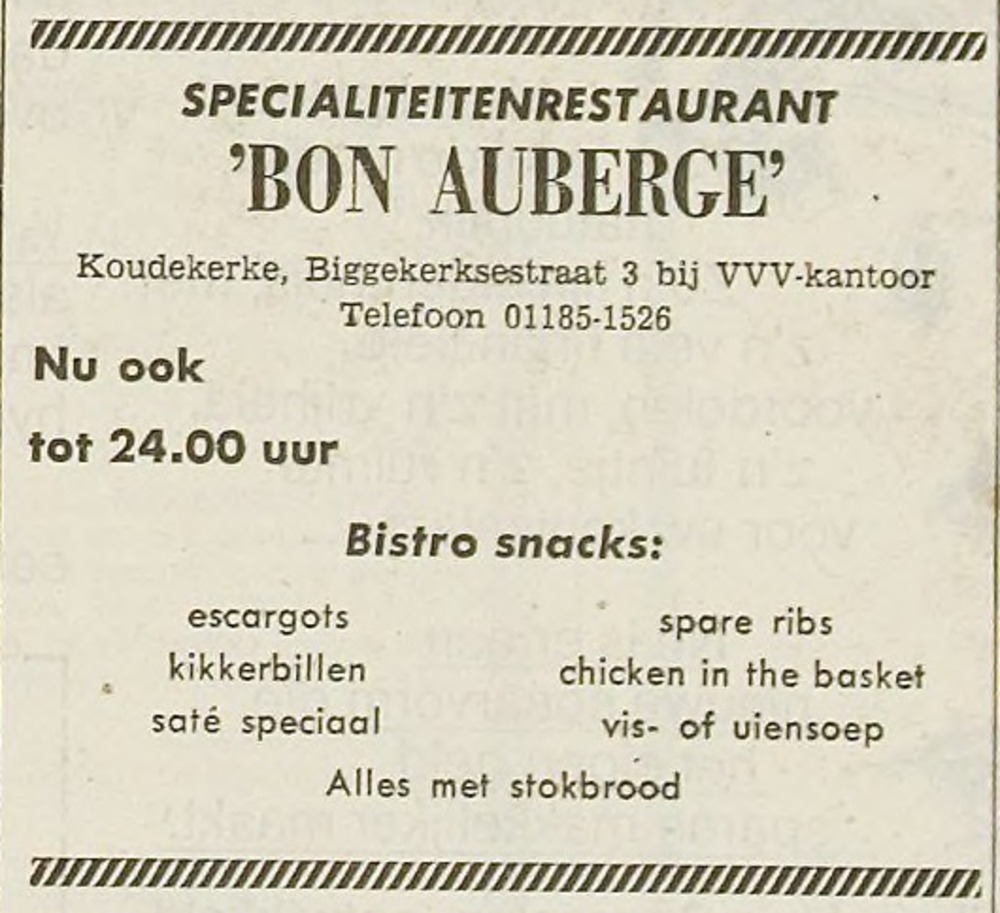 SPECIALITEITENRESTAURANT
'BON AUBERGE'
Koudekerke, Biggekerksestraat 3 bij VVV-kantoor
Telefoon 01185-1526
Nu ook
tot 24.00 uur
Bistro snacks:
escargots
kikkerbillen
saté speciaal
spare ribs
chicken in the basket
vis- of uiensoep
Alles met stokbrood